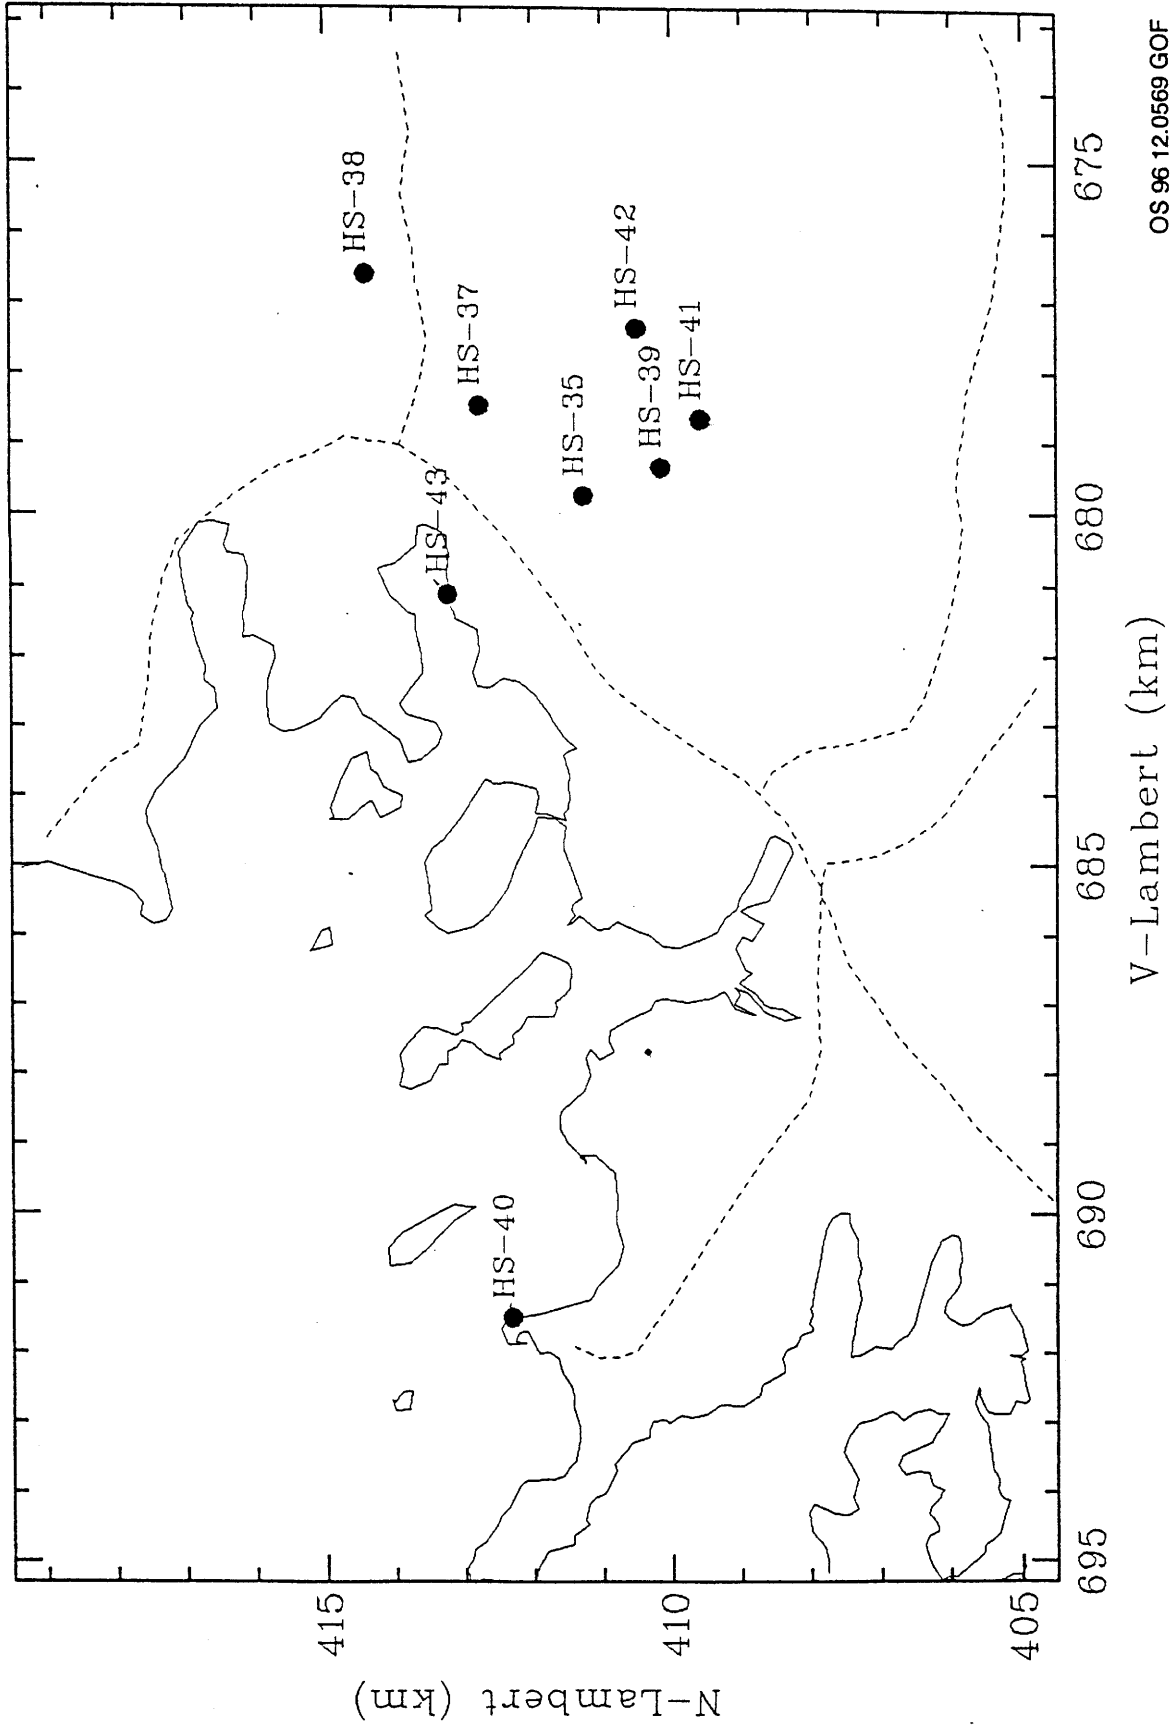 HS-38
HS-37
HS-42
HS-41
HS-39
HS-35
HS-43
HS-40
415
410
405
N-Lambert (km)
695
690
685
680
675
V-Lambert (km)
OS 96 12.0569 GOF